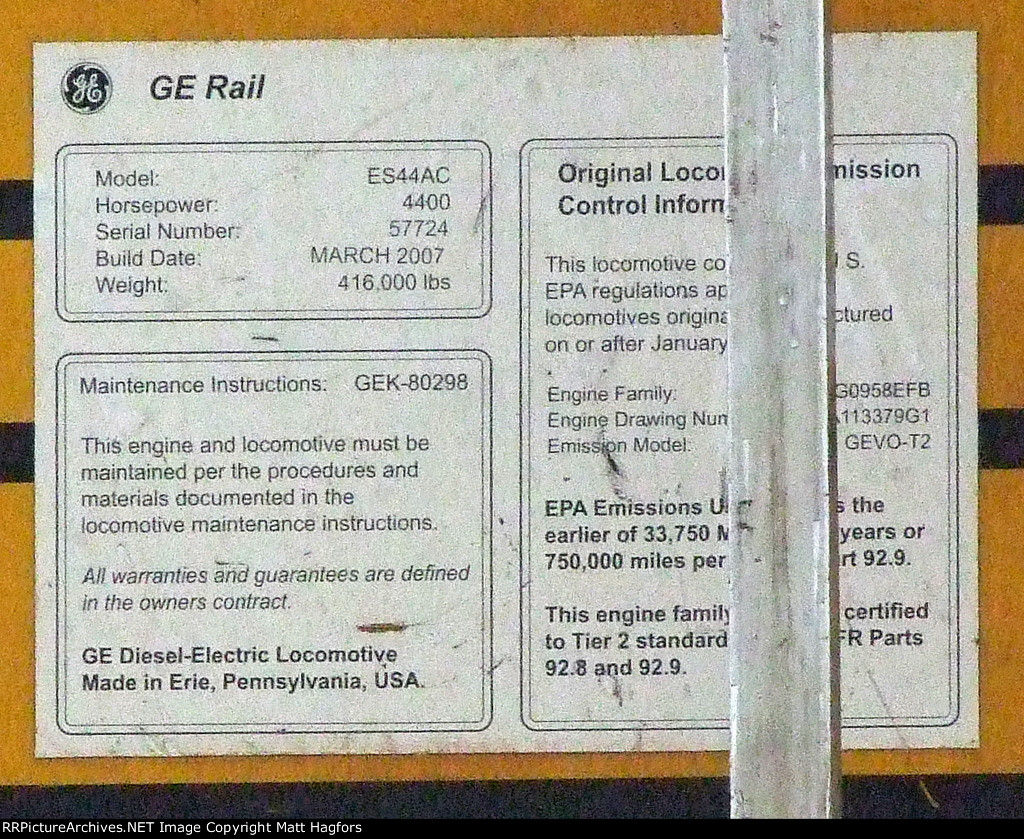 GE
GE Rail
Model: ES44AC
Horsepower: 4400
Serial Number: 57724
Build Date: MARCH 2007
Weight: 416,000 lbs
Maintenance Instructions: GEK-80298
This engine and locomotive must be
maintained per the procedures and
materials documented in the
locomotive maintenance instructions.
All warranties and guarantees are defined
in the owners contract.
GE Diesel-Electric Locomotive
Made in Erie, Pennsylvania, USA.
Original Loco mission
Control Inform
This locomotive co U.S.
EPA regulations ap
locomotives origina ctured
on or after January
Engine Family: G0958EFB
Engine Drawing Num A113379G1
Emission Model: GEVO-T2
EPA Emissions U s the
earlier of 33,750 M years or
750,000 miles per rt 92.9.
This engine family certified
to Tier 2 standard FR Parts
92.8 and 92.9.
RRPictureArchives.NET Image Copyright Matt Hagfors